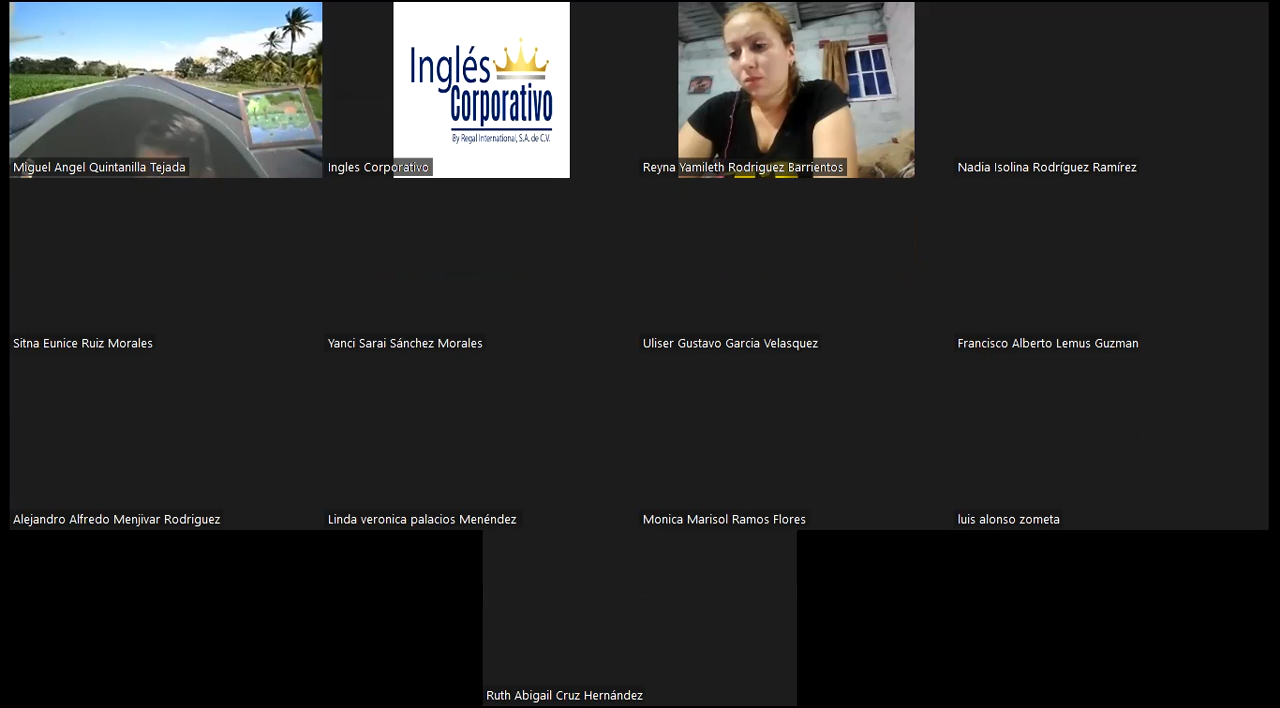 Inglés
Corporativo
By Regal International, S.A. de C.V.
Miguel Angel Quintanilla Tejada
Ingles Corporativo
Reyna Yamileth Rodriguez Barrientos
Nadia Isolina Rodríguez Ramírez
Sitna Eunice Ruiz Morales
Yanci Sarai Sánchez Morales
Uliser Gustavo Garcia Velasquez
Francisco Alberto Lemus Guzman
Alejandro Alfredo Menjivar Rodriguez
Linda veronica palacios Menéndez
Monica Marisol Ramos Flores
luis alonso zometa
Ruth Abigail Cruz Hernández